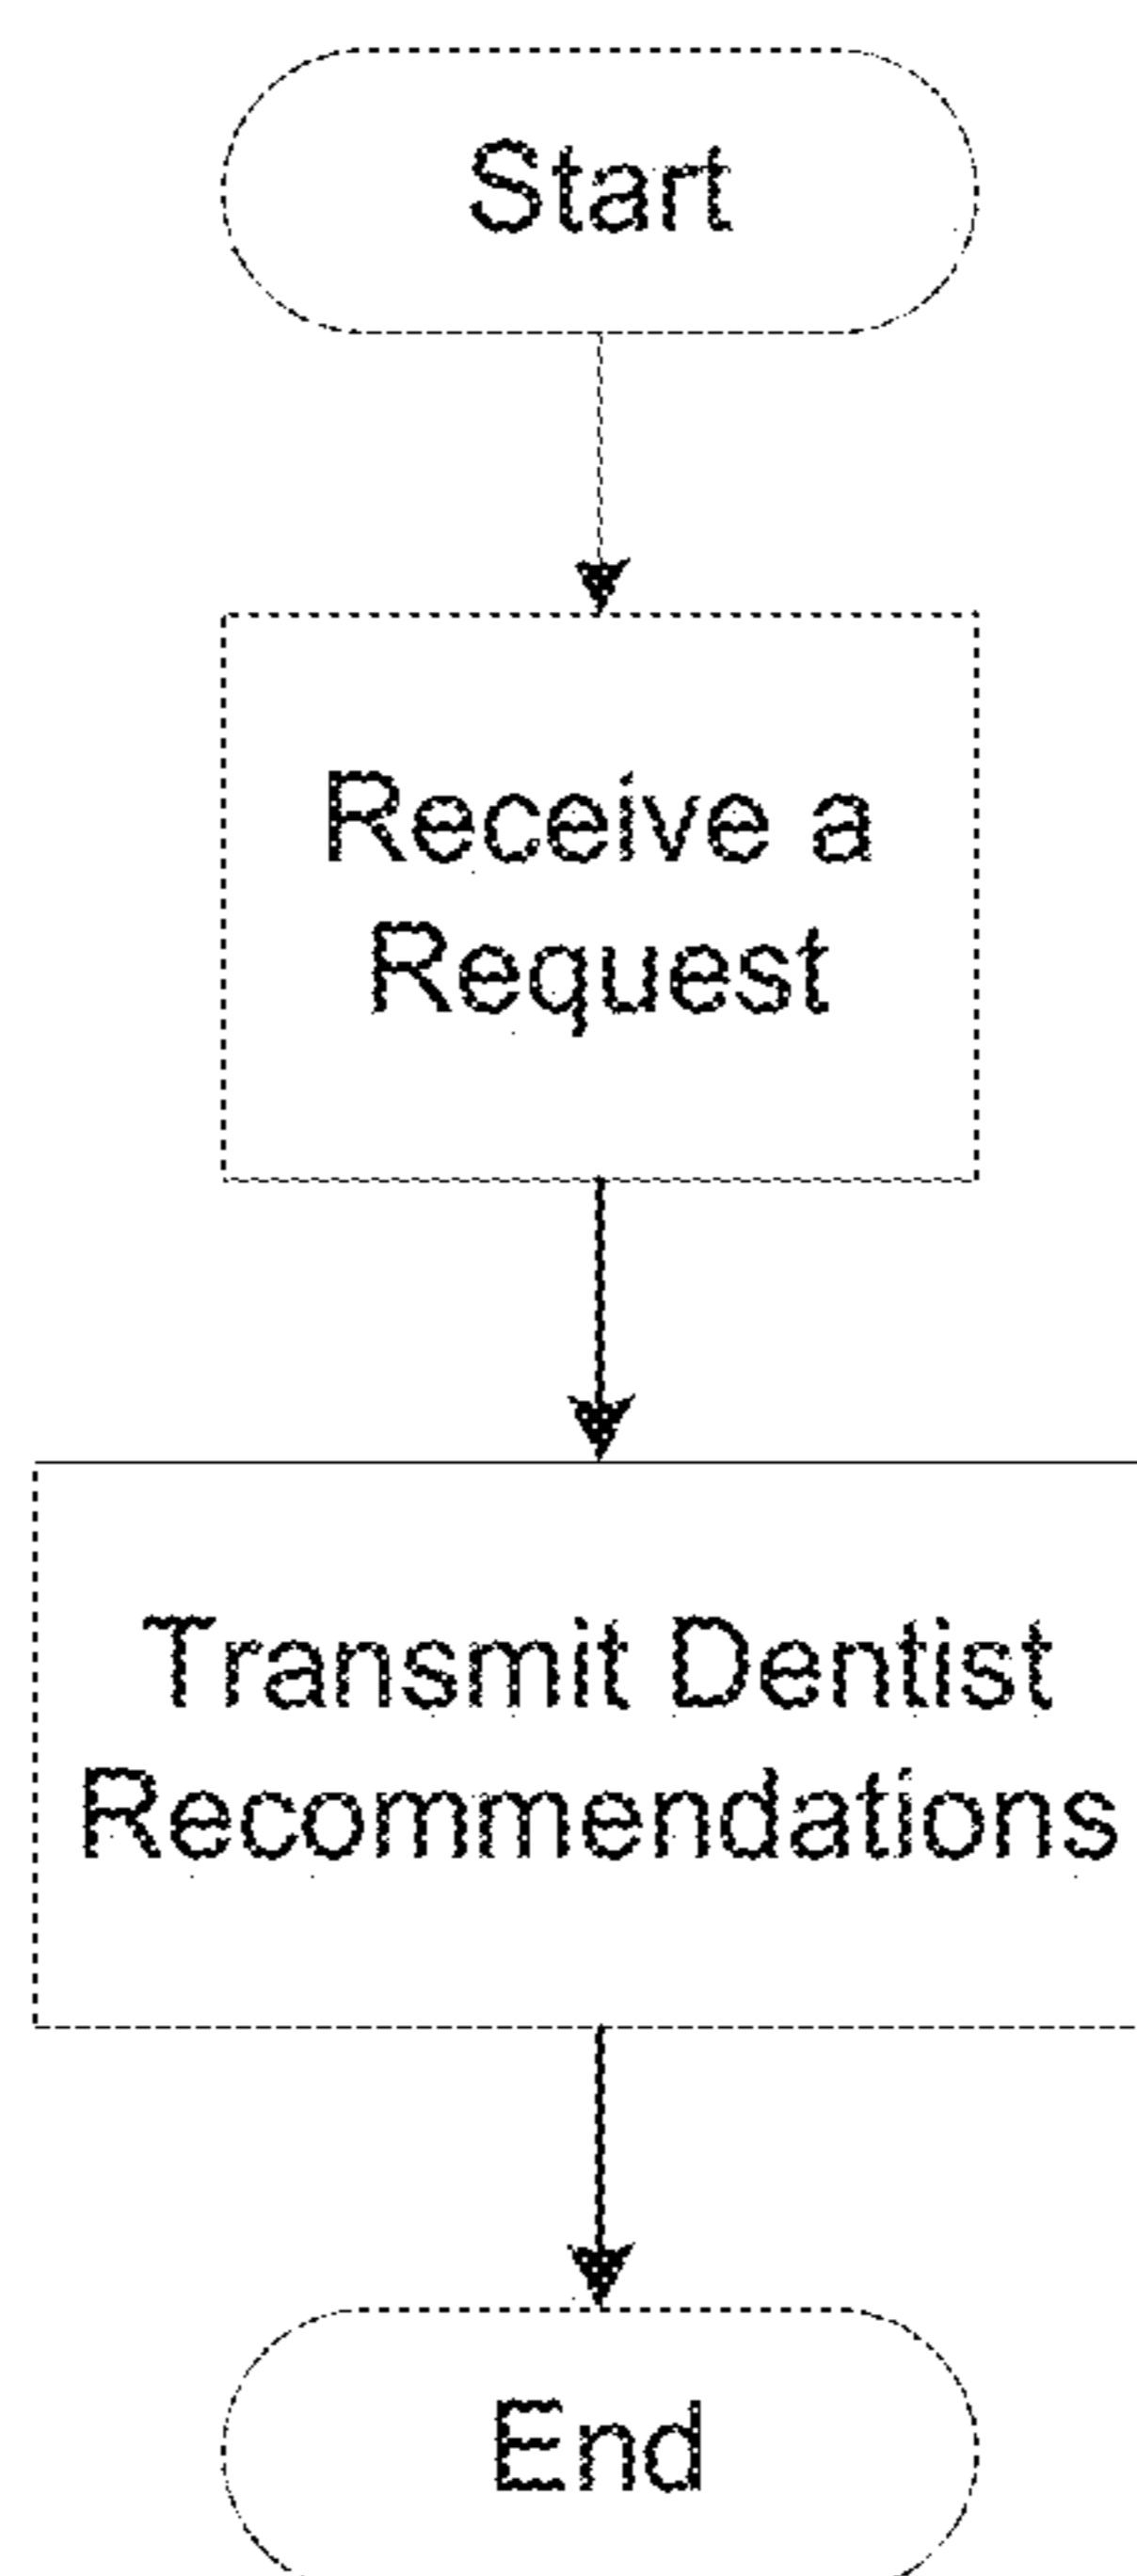 Start
Receive a
Request
Transmit Dentist
Recommendations
End